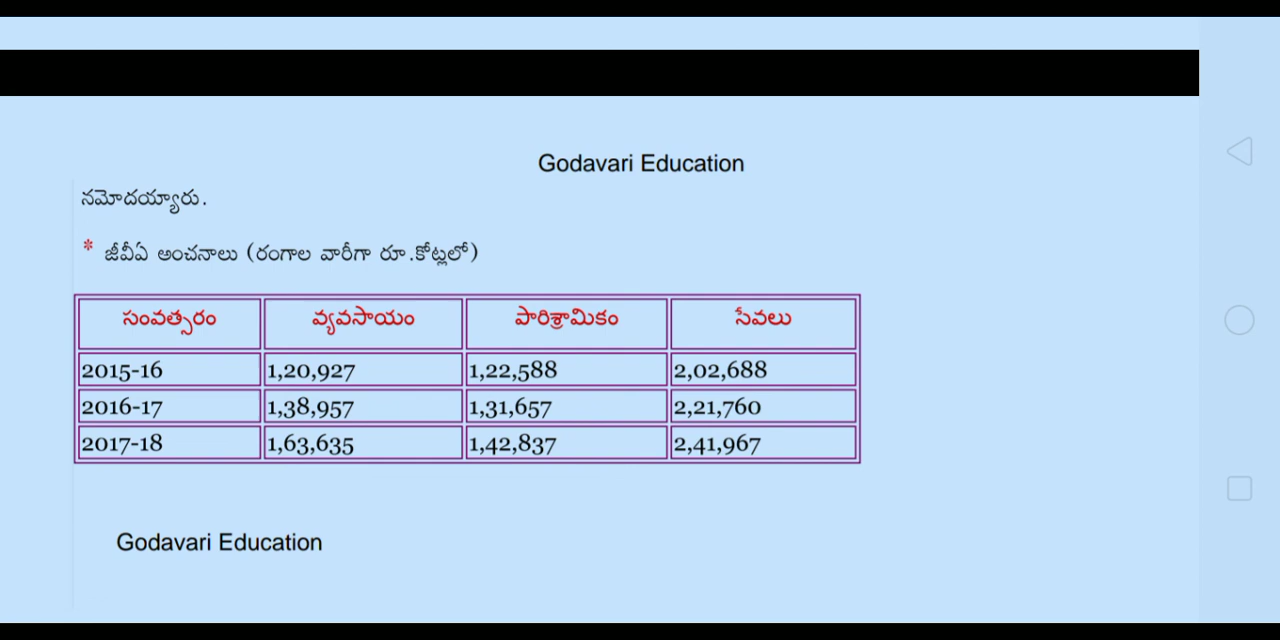 Godavari Education
నమోదయ్యారు.
* జీవీఏ అంచనాలు (రంగాల వారీగా రూ.కోట్లలో)
సంవత్సరం వ్యవసాయం పారిశ్రామికం సేవలు
2015-16 1,20,927 1,22,588 2,02,688
2016-17 1,38,957 1,31,657 2,21,760
2017-18 1,63,635 1,42,837 2,41,967
Godavari Education